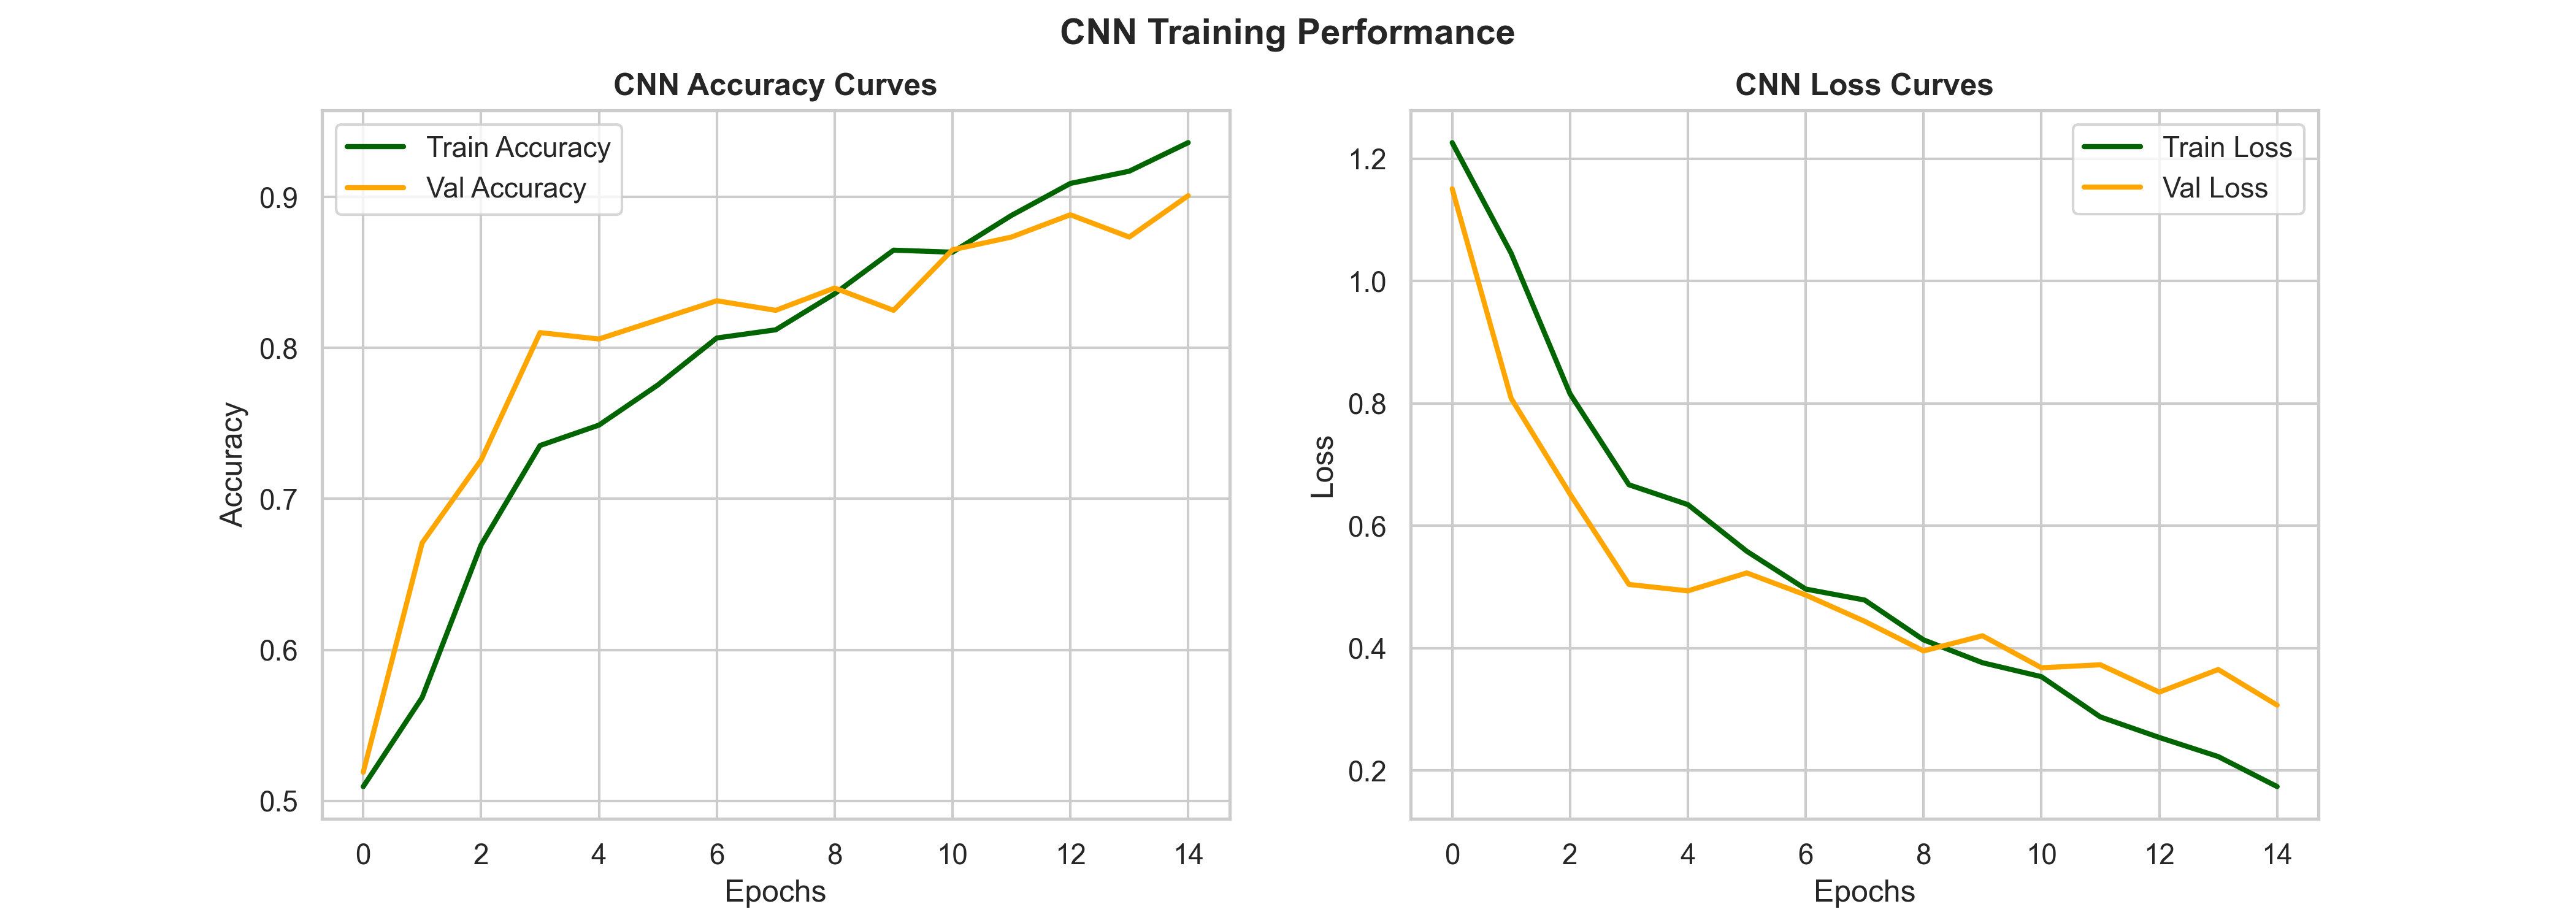 CNN Training Performance
CNN Accuracy Curves
Train Accuracy
Val Accuracy
0.9
0.8
0.7
0.6
0.5
Accuracy
0 2 4 6 8 10 12 14
Epochs
CNN Loss Curves
Train Loss
Val Loss
1.2
1.0
0.8
0.6
0.4
0.2
Loss
0 2 4 6 8 10 12 14
Epochs